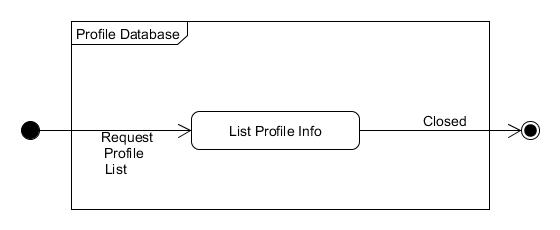 Profile Database
Request
Profile
List
List Profile Info
Closed